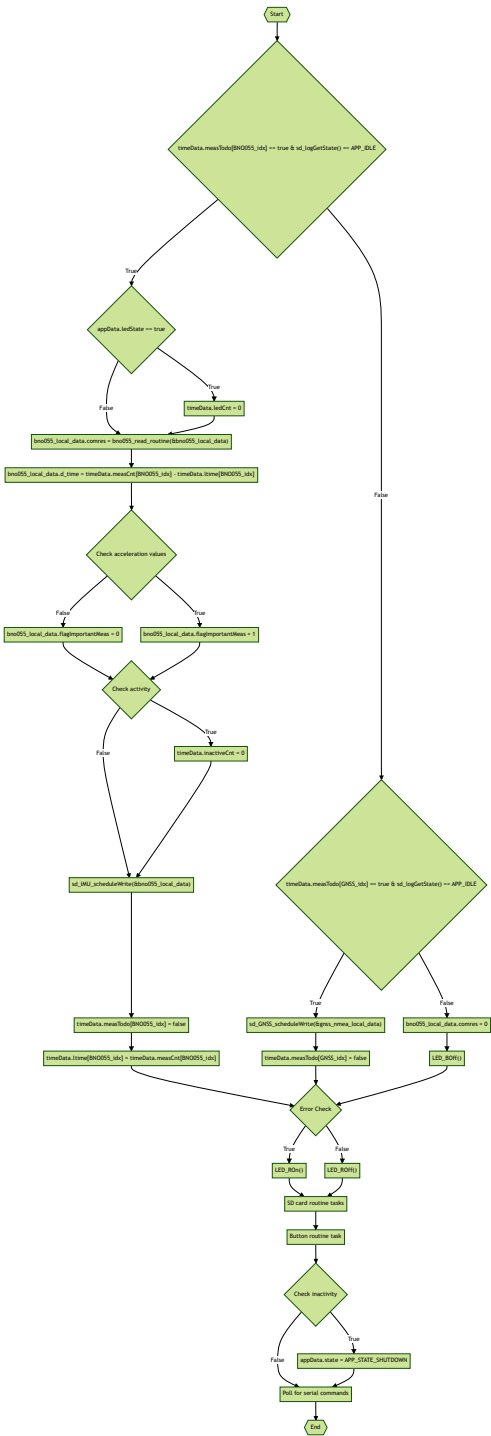 Start
timeData.measTodo[BNO055_idx] == true & sd_logGetState() == APP_IDLE
True
appData.ledState == true
True
False
timeData.ledCnt = 0
bno055_local_data.comres = bno055_read_routine(&bno055_local_data)
bno055_local_data.d_time = timeData.measCnt[BNO055_idx] - timeData.ltime[BNO055_idx]
False
Check acceleration values
False
True
bno055_local_data.flagImportantMeas = 0
bno055_local_data.flagImportantMeas = 1
Check activity
True
False
timeData.inactiveCnt = 0
sd_IMU_scheduleWrite(&bno055_local_data)
timeData.measTodo[GNSS_idx] == true & sd_logGetState() == APP_IDLE
True
False
timeData.measTodo[BNO055_idx] = false
sd_GNSS_scheduleWrite(&gnss_nmea_local_data)
bno055_local_data.comres = 0
timeData.ltime[BNO055_idx] = timeData.measCnt[BNO055_idx]
timeData.measTodo[GNSS_idx] = false
LED_BOff()
Error Check
True
False
LED_ROn()
LED_ROff()
SD card routine tasks
Button routine task
Check inactivity
True
False
appData.state = APP_STATE_SHUTDOWN
Poll for serial commands
End